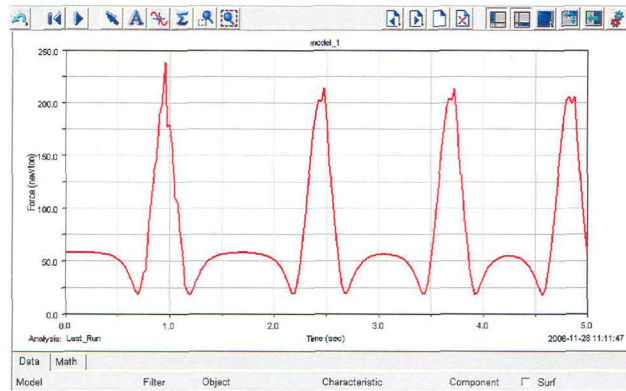 model_1
250.0
200.0
150.0
100.0
50.0
0.0
Force (newton)
0.0 1.0 2.0 3.0 4.0 5.0
Analysis: Last_Run Time (sec) 2006-11-28 11:11:47
Data Math
Model Filter Object Characteristic Component Surf